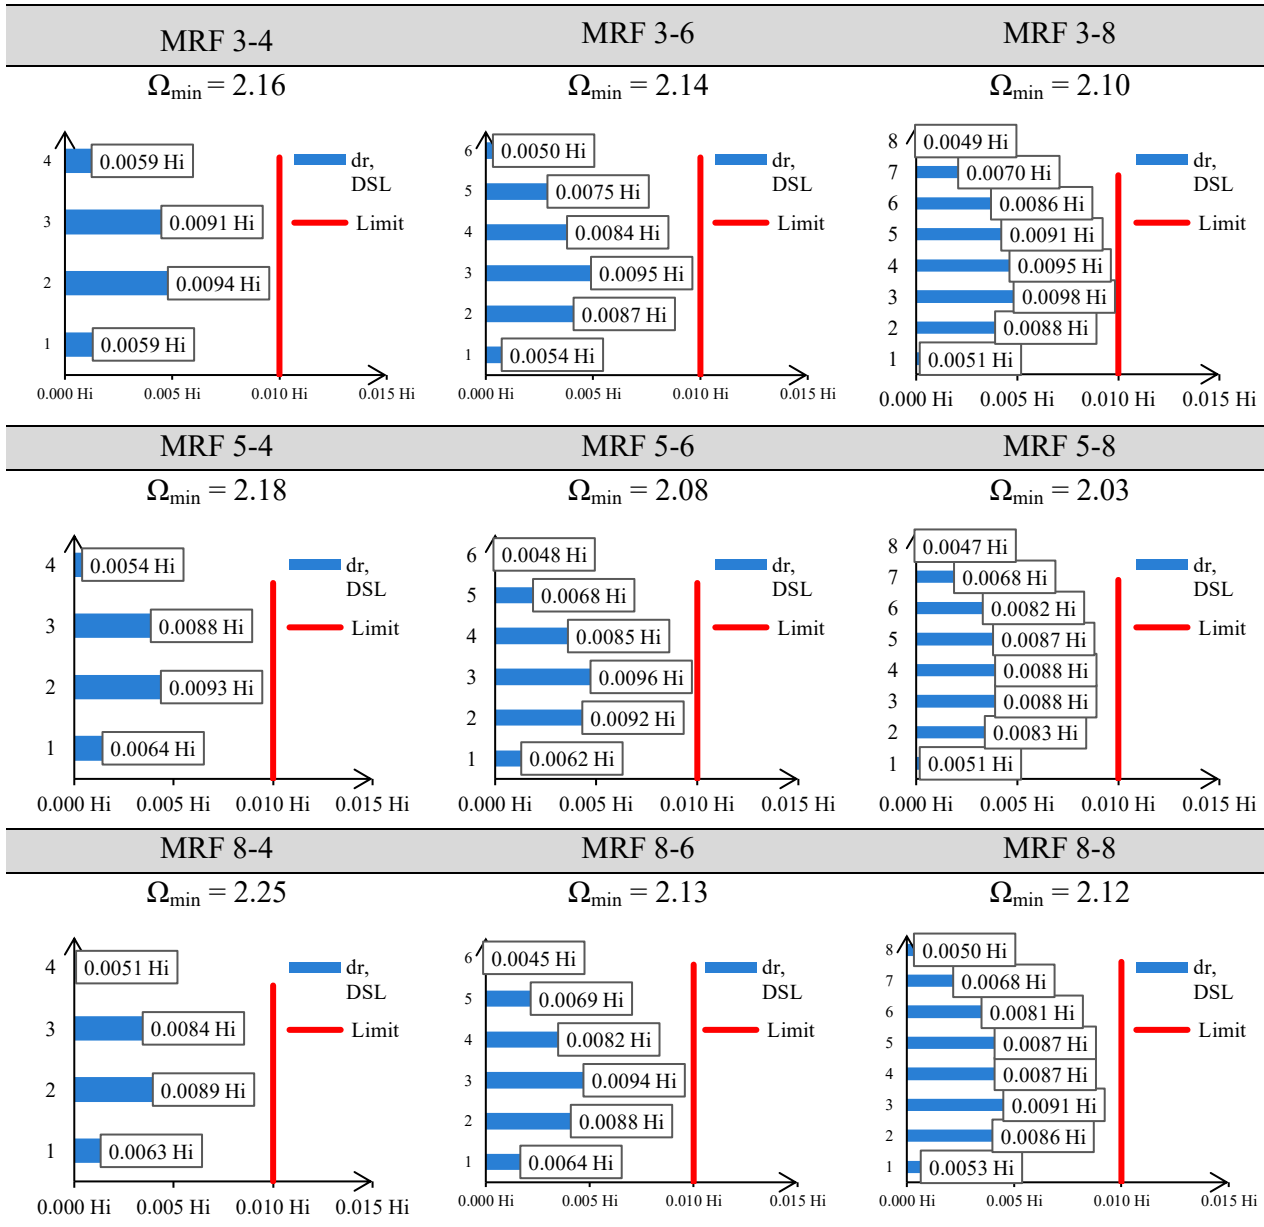 MRF 3-4 MRF 3-6 MRF 3-8
Ωmin = 2.16 Ωmin = 2.14 Ωmin = 2.10
4 0.0059 Hi
3 0.0091 Hi
2 0.0094 Hi
1 0.0059 Hi
0.000 Hi 0.005 Hi 0.010 Hi 0.015 Hi
dr,
DSL
Limit
6 0.0050 Hi
5 0.0075 Hi
4 0.0084 Hi
3 0.0095 Hi
2 0.0087 Hi
1 0.0054 Hi
0.000 Hi 0.005 Hi 0.010 Hi 0.015 Hi
dr,
DSL
Limit
8 0.0049 Hi
7 0.0070 Hi
6 0.0086 Hi
5 0.0091 Hi
4 0.0095 Hi
3 0.0098 Hi
2 0.0088 Hi
1 0.0051 Hi
0.000 Hi 0.005 Hi 0.010 Hi 0.015 Hi
dr,
DSL
Limit
MRF 5-4 MRF 5-6 MRF 5-8
Ωmin = 2.18 Ωmin = 2.08 Ωmin = 2.03
4 0.0054 Hi
3 0.0088 Hi
2 0.0093 Hi
1 0.0064 Hi
0.000 Hi 0.005 Hi 0.010 Hi 0.015 Hi
dr,
DSL
Limit
6 0.0048 Hi
5 0.0068 Hi
4 0.0085 Hi
3 0.0096 Hi
2 0.0092 Hi
1 0.0062 Hi
0.000 Hi 0.005 Hi 0.010 Hi 0.015 Hi
dr,
DSL
Limit
8 0.0047 Hi
7 0.0068 Hi
6 0.0082 Hi
5 0.0087 Hi
4 0.0088 Hi
3 0.0088 Hi
2 0.0083 Hi
1 0.0051 Hi
0.000 Hi 0.005 Hi 0.010 Hi 0.015 Hi
dr,
DSL
Limit
MRF 8-4 MRF 8-6 MRF 8-8
Ωmin = 2.25 Ωmin = 2.13 Ωmin = 2.12
4 0.0051 Hi
3 0.0084 Hi
2 0.0089 Hi
1 0.0063 Hi
0.000 Hi 0.005 Hi 0.010 Hi 0.015 Hi
dr,
DSL
Limit
6 0.0045 Hi
5 0.0069 Hi
4 0.0082 Hi
3 0.0094 Hi
2 0.0088 Hi
1 0.0064 Hi
0.000 Hi 0.005 Hi 0.010 Hi 0.015 Hi
dr,
DSL
Limit
8 0.0050 Hi
7 0.0068 Hi
6 0.0081 Hi
5 0.0087 Hi
4 0.0087 Hi
3 0.0091 Hi
2 0.0086 Hi
1 0.0053 Hi
0.000 Hi 0.005 Hi 0.010 Hi 0.015 Hi
dr,
DSL
Limit